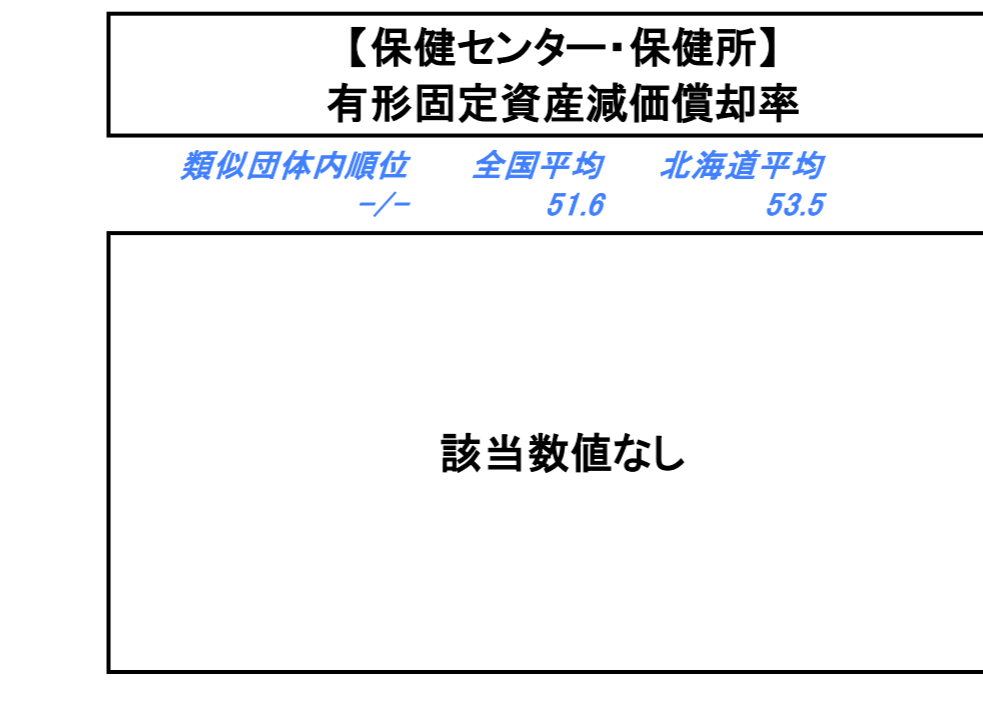 【保健センター・保健所】
有形固定資産減価償却率
類似団体内順位 全国平均 北海道平均
-/- 51.6 53.5
該当数値なし